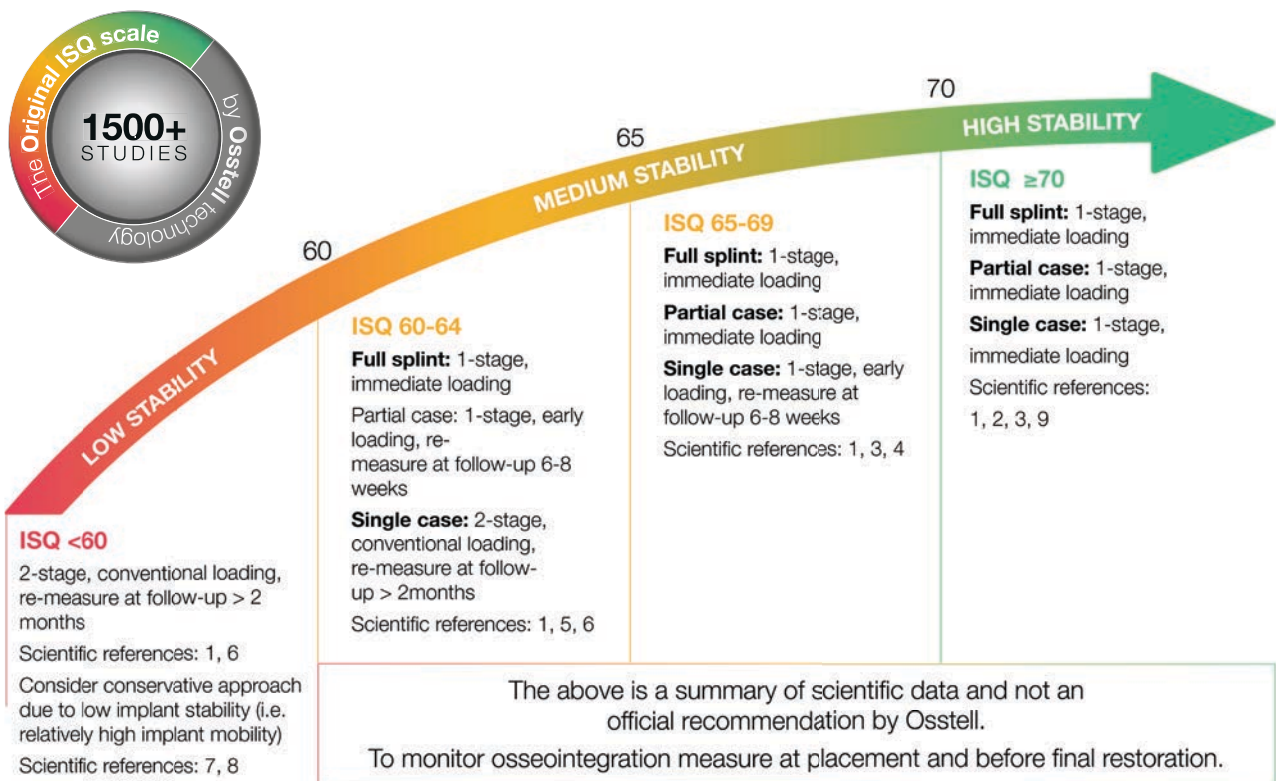 The Original ISQ scale
by Osstell technology
1500+
STUDIES
LOW STABILITY
60
MEDIUM STABILITY
65
70
HIGH STABILITY
ISQ <60
2-stage, conventional loading,
re-measure at follow-up > 2
months
Scientific references: 1, 6
Consider conservative approach
due to low implant stability (i.e.
relatively high implant mobility)
Scientific references: 7, 8
ISQ 60-64
Full splint: 1-stage,
immediate loading
Partial case: 1-stage, early
loading, re-
measure at follow-up 6-8
weeks
Single case: 2-stage,
conventional loading,
re-measure at follow-
up > 2months
Scientific references: 1, 5, 6
ISQ 65-69
Full splint: 1-stage,
immediate loading
Partial case: 1-stage,
immediate loading
Single case: 1-stage, early
loading, re-measure at
follow-up 6-8 weeks
Scientific references: 1, 3, 4
ISQ ≥70
Full splint: 1-stage,
immediate loading
Partial case: 1-stage,
immediate loading
Single case: 1-stage,
immediate loading
Scientific references:
1, 2, 3, 9
The above is a summary of scientific data and not an
official recommendation by Osstell.
To monitor osseointegration measure at placement and before final restoration.